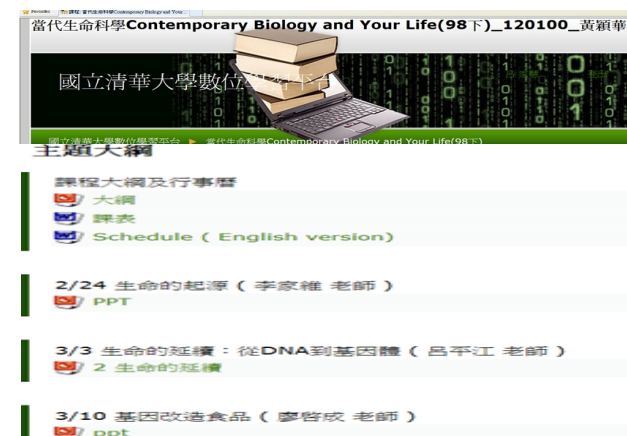 當代生命科學Contemporary Biology and Your Life(98下)_120100_黃穎華
國立清華大學數位學習平台
國立清華大學數位學習平台 ► 當代生命科學Contemporary Biology and Your Life(98下)
主題大綱
課程大綱及行事曆
大綱
課表
Schedule ( English version)
2/24 生命的起源 ( 李家維 老師 )
PPT
3/3 生命的延續：從DNA到基因體 ( 呂平江 老師 )
2 生命的延續
3/10 基因改造食品 ( 廖啓成 老師 )
ppt